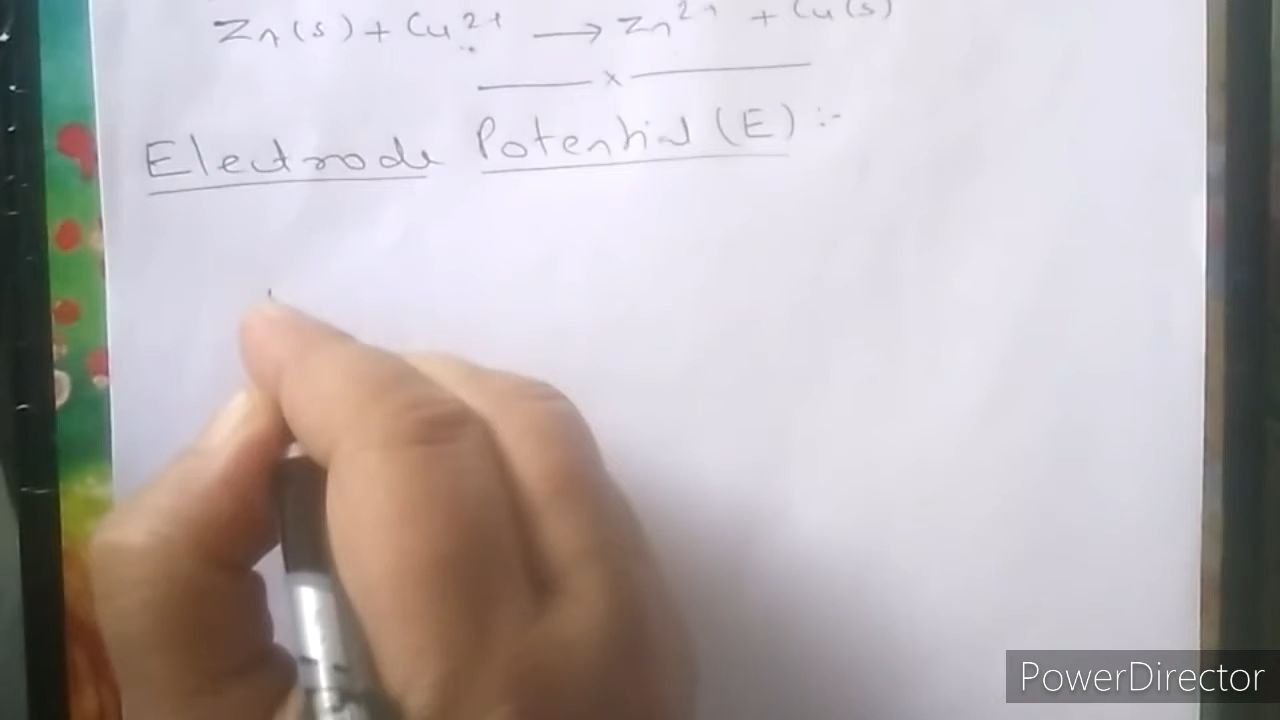 Zn(s) + Cu²⁺ ⟶ Zn²⁺ + Cu(s)
x
Electrode Potential (E) :-
PowerDirector